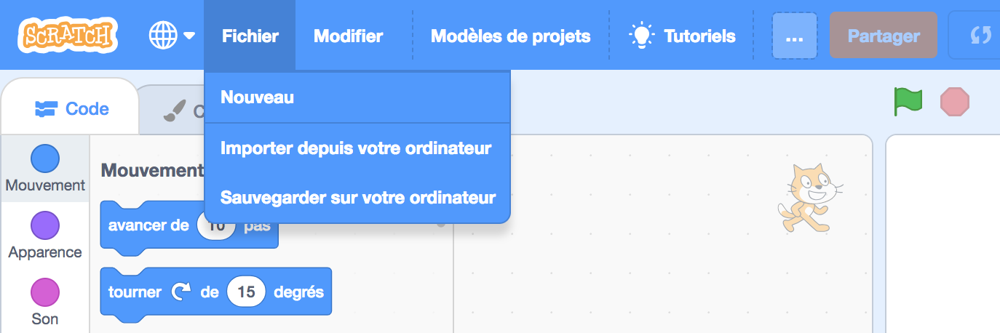 SCRATCH
Fichier
Modifier
Modèles de projets
Tutoriels
...
Partager
Nouveau
Importer depuis votre ordinateur
Sauvegarder sur votre ordinateur
Code
C
Mouvement
Apparence
Son
Mouvement
avancer de 10 pas
tourner de 15 degrés